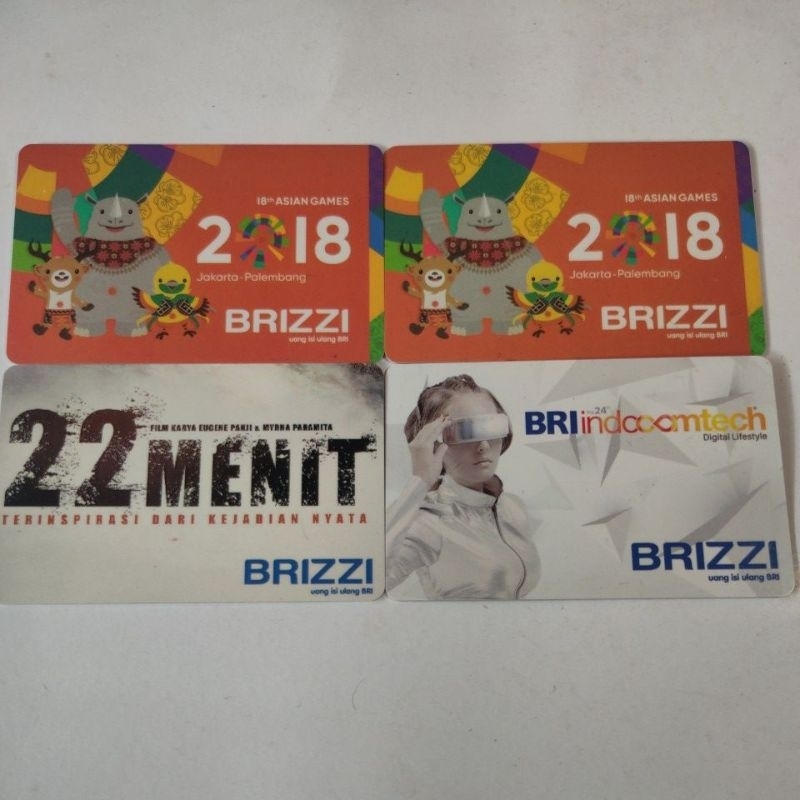 18th ASIAN GAMES
2018
Jakarta-Palembang
BRIZZI
uang isi ulang BRI
18th ASIAN GAMES
2018
Jakarta-Palembang
BRIZZI
uang isi ulang BRI
FILM KARYA EUGENE PANJI & MYRNA PARAMITA
22 MENIT
TERINSPIRASI DARI KEJADIAN NYATA
BRIZZI
uang isi ulang BRI
24th
BRI indocomtech
Digital Lifestyle
BRIZZI
uang isi ulang BRI